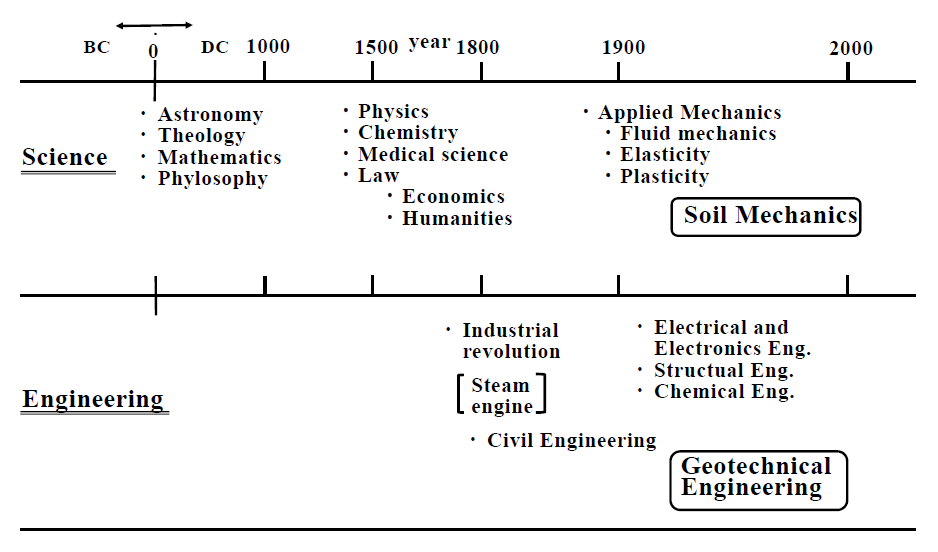 BC 0 DC 1000 1500 year 1800 1900 2000
Science
· Astronomy
· Theology
· Mathematics
· Phylosophy
· Physics
· Chemistry
· Medical science
· Law
· Economics
· Humanities
· Applied Mechanics
· Fluid mechanics
· Elasticity
· Plasticity
Soil Mechanics
Engineering
· Industrial
revolution
[Steam
engine]
· Civil Engineering
· Electrical and
Electronics Eng.
· Structual Eng.
· Chemical Eng.
Geotechnical
Engineering